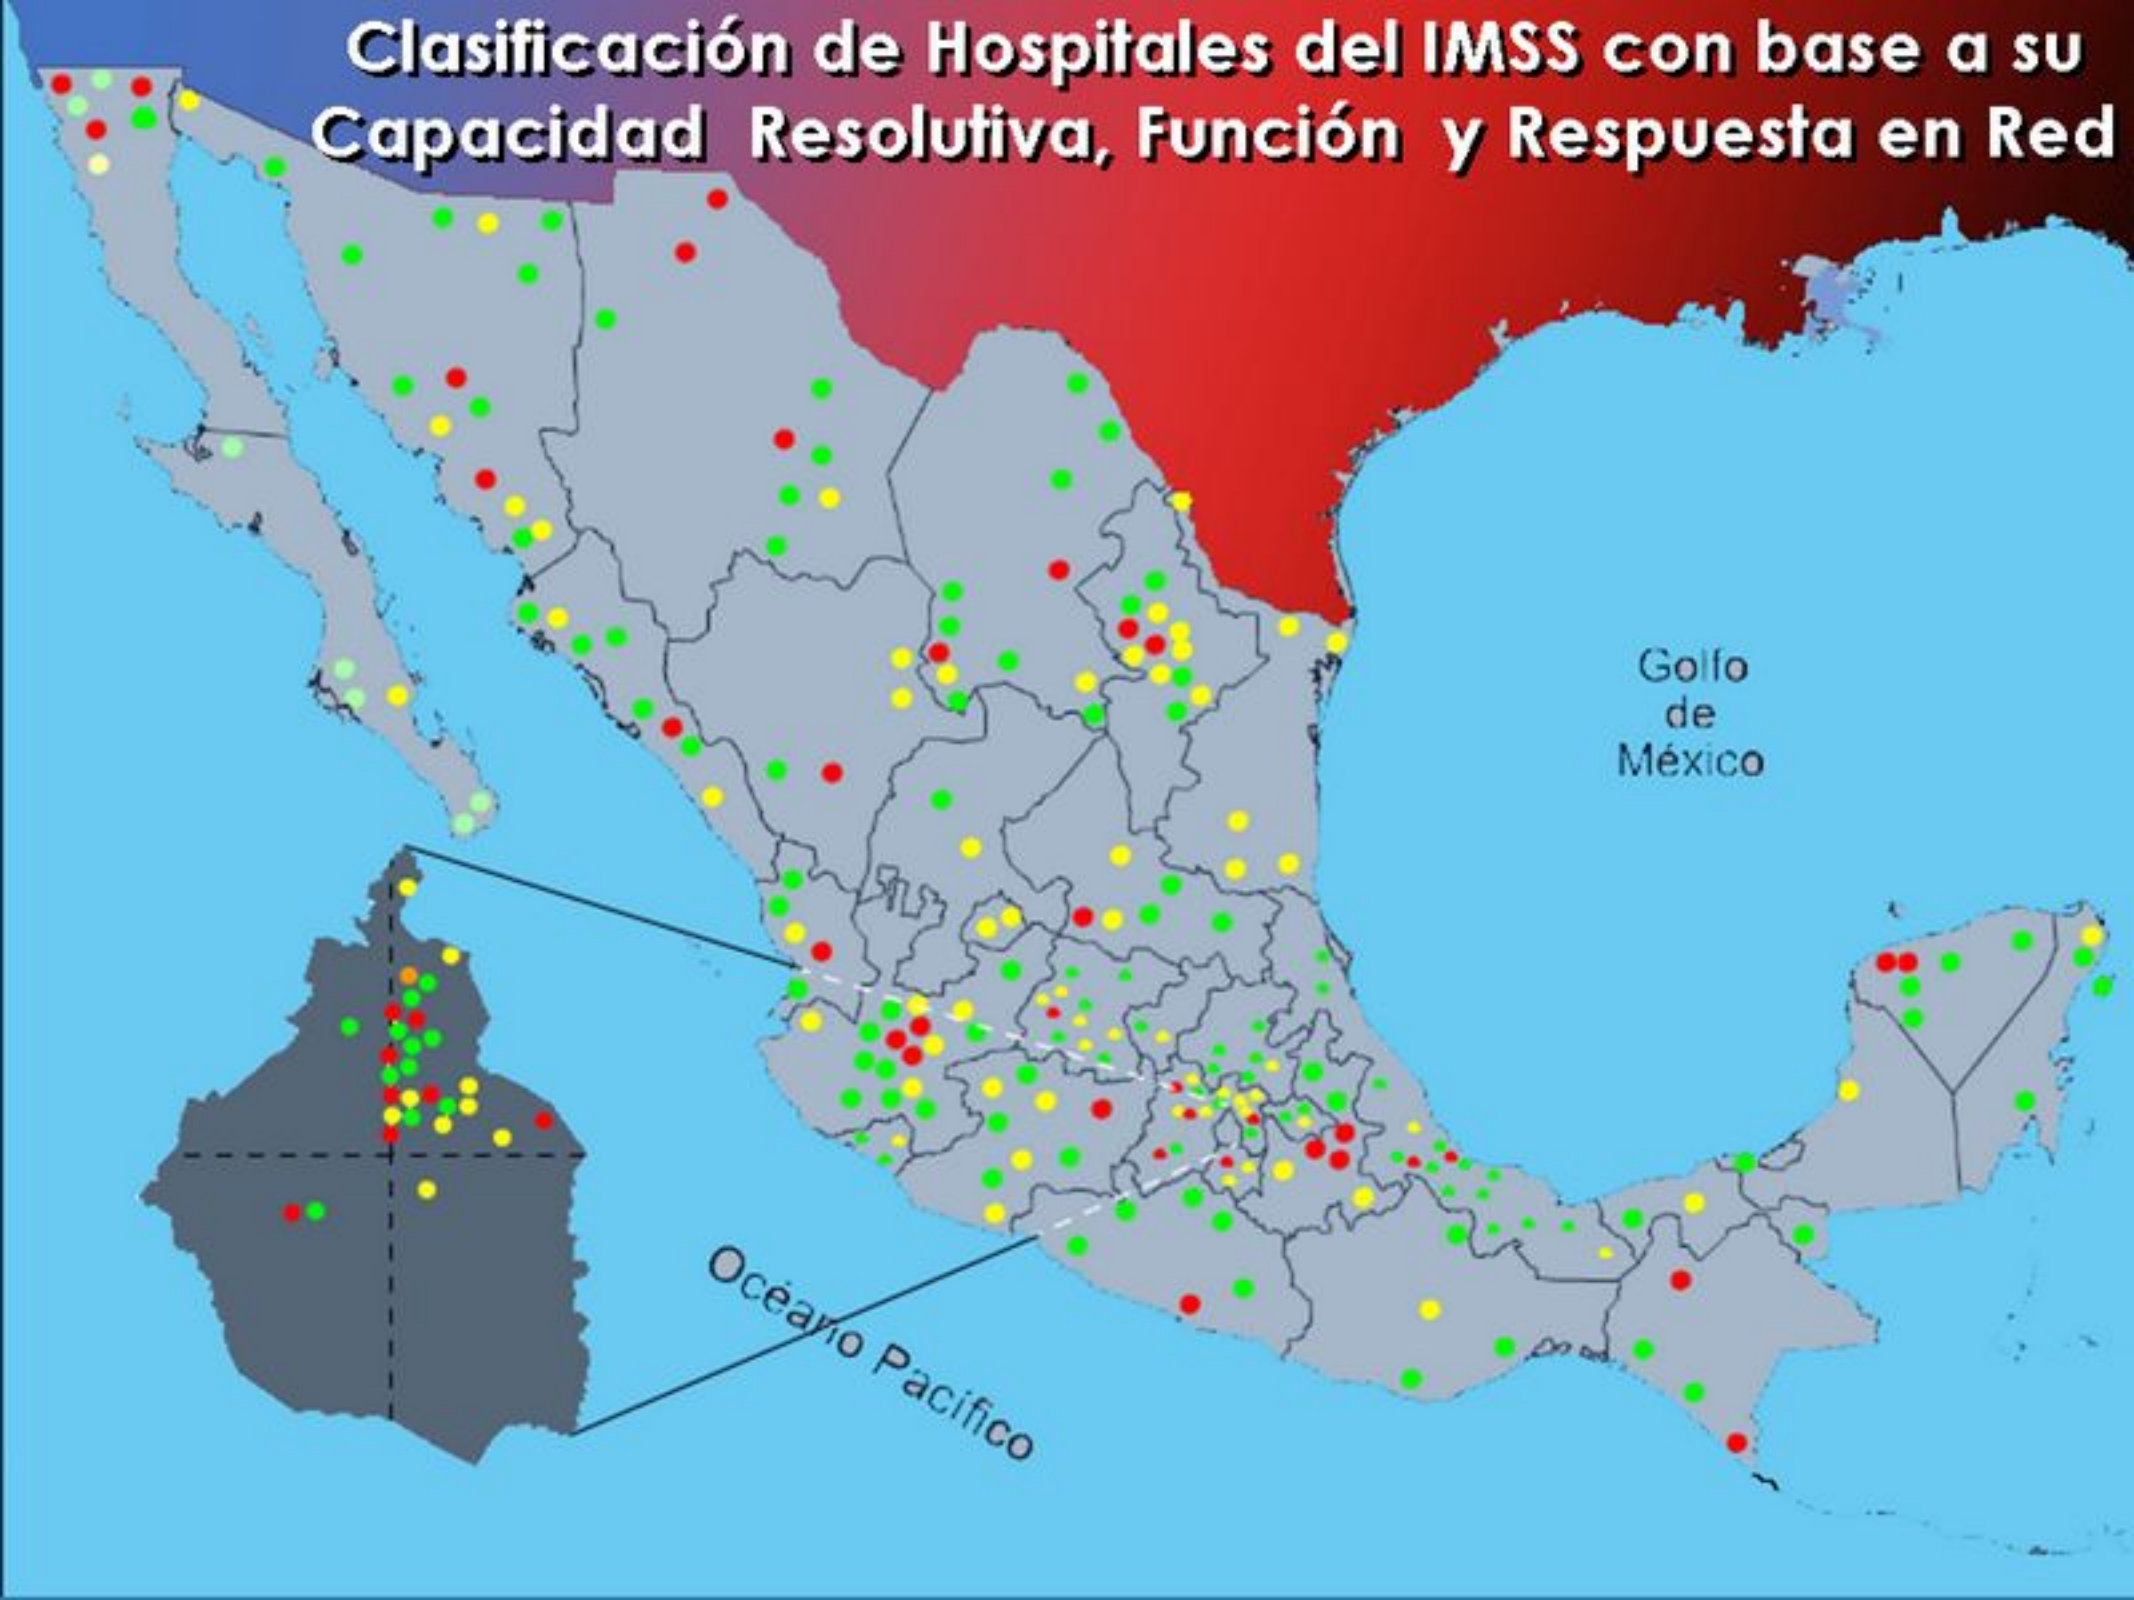 Clasificación de Hospitales del IMSS con base a su
Capacidad Resolutiva, Función y Respuesta en Red
Golfo
de
México
Océano Pacífico